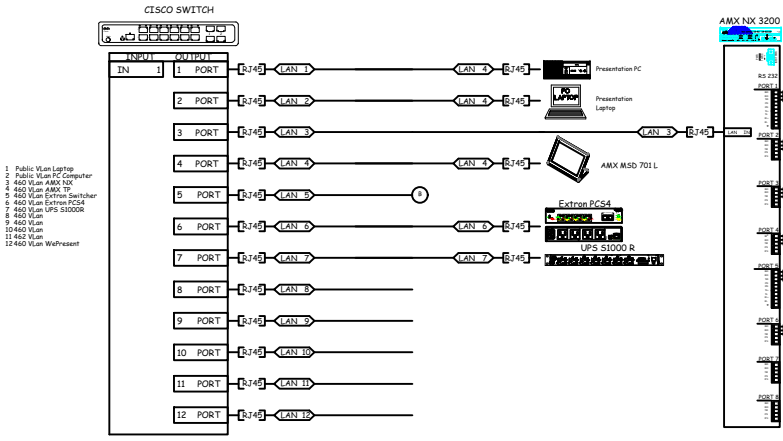 CISCO SWITCH
AMX NX 3200
INPUT OUTPUT
IN 1
1 PORT RJ45 LAN 1 LAN 4 RJ45 Presentation PC
RS 232
PORT 1
2 PORT RJ45 LAN 2 LAN 4 RJ45 PC LAPTOP Presentation Laptop
3 PORT RJ45 LAN 3 LAN 3 RJ45 LAN IN
PORT 2
4 PORT RJ45 LAN 4 LAN 4 RJ45 AMX MSD 701 L
1 Public VLan Laptop
2 Public VLan PC Computer
3 460 VLan AMX NX
4 460 VLan AMX TP
5 460 VLan Extron Switcher
6 460 VLan Extron PCS4
7 460 VLan UPS S1000R
8 460 VLan
9 460 VLan
10 460 VLan
11 462 VLan
12 460 VLan WePresent
PORT 3
5 PORT RJ45 LAN 5 B
Extron PCS4
6 PORT RJ45 LAN 6 LAN 6 RJ45
PORT 4
UPS S1000 R
7 PORT RJ45 LAN 7 LAN 7 RJ45
PORT 5
8 PORT RJ45 LAN 8
9 PORT RJ45 LAN 9
PORT 6
10 PORT RJ45 LAN 10
PORT 7
11 PORT RJ45 LAN 11
PORT 8
12 PORT RJ45 LAN 12